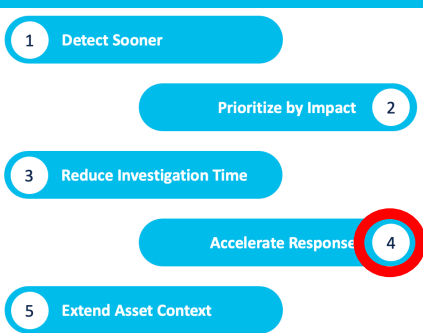 1 Detect Sooner
Prioritize by Impact 2
3 Reduce Investigation Time
Accelerate Response 4
5 Extend Asset Context